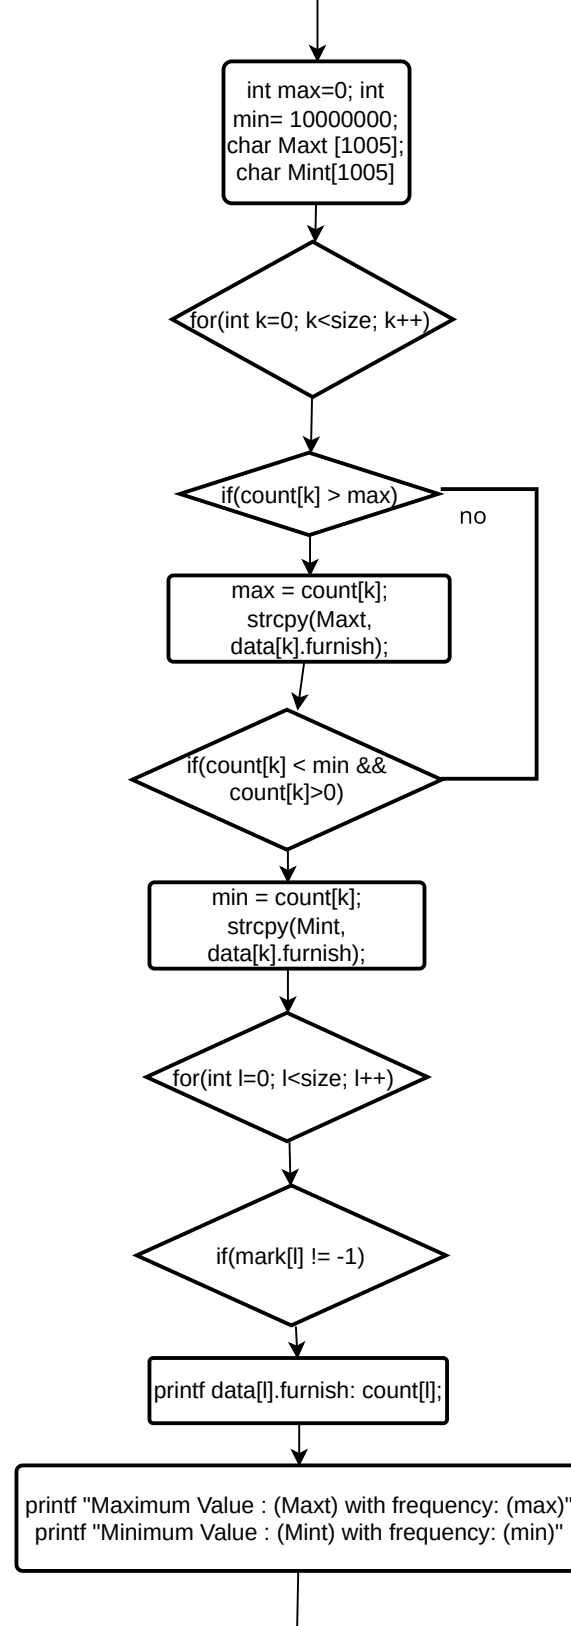 int max=0; int
min= 10000000;
char Maxt [1005];
char Mint[1005]
for(int k=0; k<size; k++)
if(count[k] > max)
no
max = count[k];
strcpy(Maxt,
data[k].furnish);
if(count[k] < min &&
count[k]>0)
min = count[k];
strcpy(Mint,
data[k].furnish);
for(int l=0; l<size; l++)
if(mark[l] != -1)
printf data[l].furnish: count[l];
printf "Maximum Value : (Maxt) with frequency: (max)"
printf "Minimum Value : (Mint) with frequency: (min)"